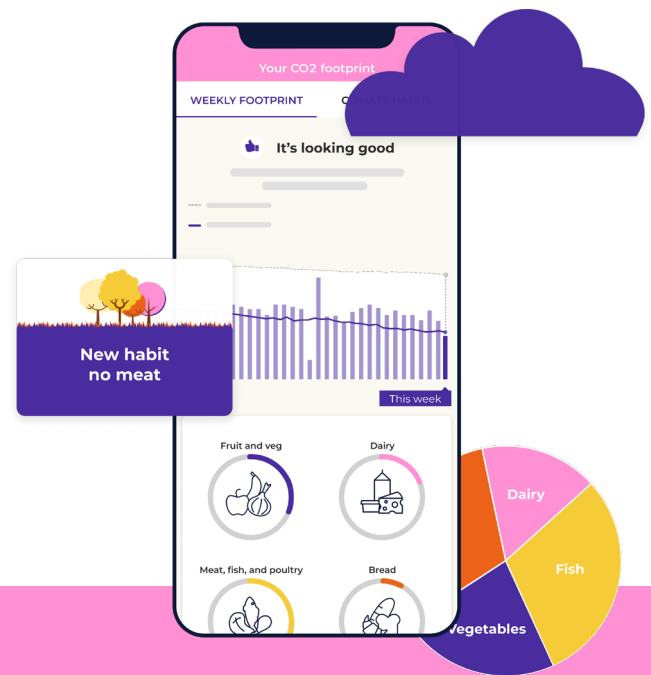 Your CO2 footprint
WEEKLY FOOTPRINT
It's looking good
New habit
no meat
This week
Fruit and veg
Dairy
Meat, fish, and poultry
Bread
Dairy
Fish
Vegetables